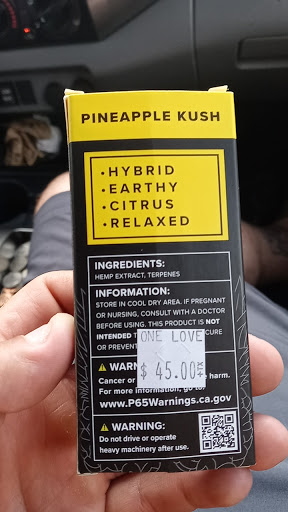 PINEAPPLE KUSH
• HYBRID
• EARTHY
• CITRUS
• RELAXED
INGREDIENTS:
HEMP EXTRACT, TERPENES
INFORMATION:
STORE IN COOL DRY AREA. IF PREGNANT
OR NURSING, CONSULT WITH A DOCTOR
BEFORE USING. THIS PRODUCT IS NOT
INTENDED CURE
OR PREVENT
ONE LOVE
$ 45.00
Cancer or harm.
For more information, go to:
www.P65Warnings.ca.gov
WARNING:
Do not drive or operate
heavy machinery after use.